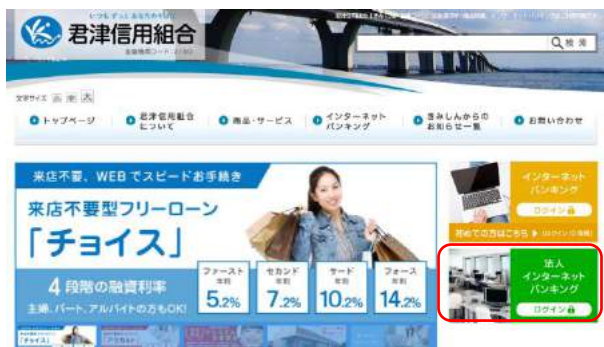 いつも ずっと あなたのそばに
君津信用組合
検索
文字サイズ 小 中 大
トップページ
君津信用組合
について
商品・サービス
インターネット
バンキング
きみしんからの
お知らせ一覧
お問い合わせ
来店不要、WEBでスピードお手続き
来店不要型フリーローン
「チョイス」
4段階の融資利率
主婦、パート、アルバイトの方もOK!
ファースト
年利
5.2%
セカンド
年利
7.2%
サード
年利
10.2%
フォース
年利
14.2%
インターネット
バンキング
ログイン
初めての方はこちら
法人
インターネット
バンキング
ログイン
「チョイス」